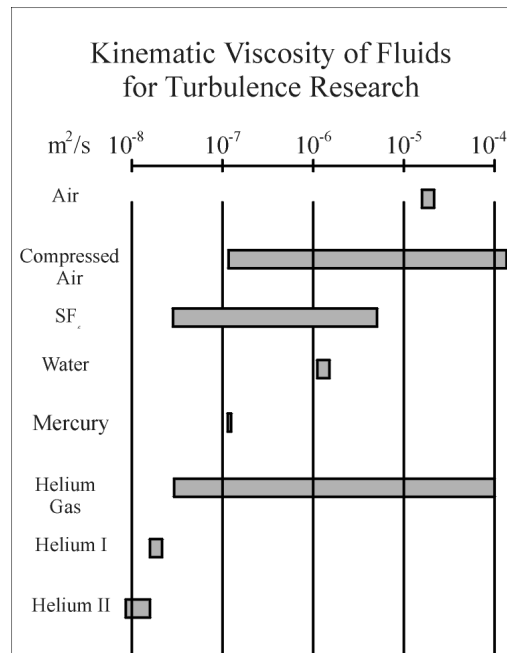 Kinematic Viscosity of Fluids
for Turbulence Research
m²/s 10⁻⁸ 10⁻⁷ 10⁻⁶ 10⁻⁵ 10⁻⁴
Air
Compressed
Air
SF
Water
Mercury
Helium
Gas
Helium I
Helium II